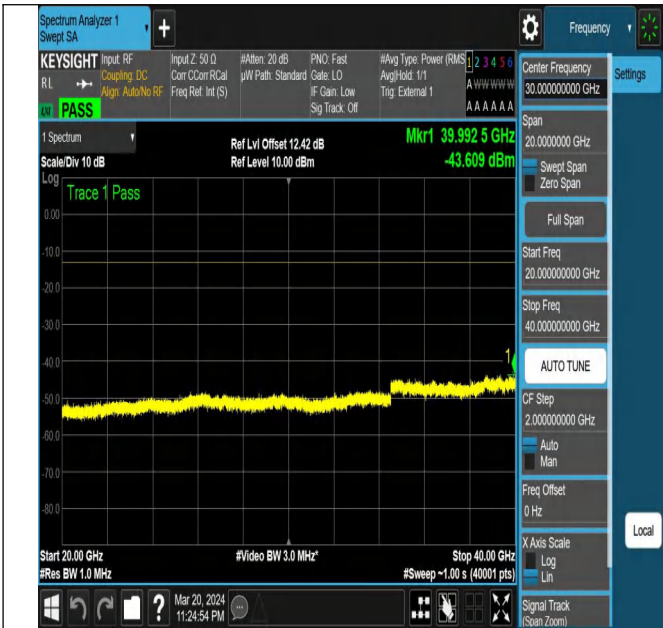 Spectrum Analyzer 1
Swept SA
+
Frequency
KEYSIGHT
RL
LXI
PASS
Input: RF
Coupling: DC
Align: Auto/No RF
Input Z: 50 Ω
Corr CCorr RCal
Freq Ref: Int (S)
#Atten: 20 dB
µW Path: Standard
PNO: Fast
Gate: LO
IF Gain: Low
Sig Track: Off
#Avg Type: Power (RMS
Avg|Hold: 1/1
Trig: External 1
1 2 3 4 5 6
A W W W W W
A A A A A A
1 Spectrum
Scale/Div 10 dB
Log
Ref Lvl Offset 12.42 dB
Ref Level 10.00 dBm
Mkr1 39.992 5 GHz
-43.609 dBm
Trace 1 Pass
0.00
-10.0
-20.0
-30.0
-40.0
-50.0
-60.0
-70.0
-80.0
1
Start 20.00 GHz
#Res BW 1.0 MHz
#Video BW 3.0 MHz*
Stop 40.00 GHz
#Sweep ~1.00 s (40001 pts)
?
Mar 20, 2024
11:24:54 PM
Center Frequency
30.000000000 GHz
Settings
Span
20.0000000 GHz
Swept Span
Zero Span
Full Span
Start Freq
20.000000000 GHz
Stop Freq
40.000000000 GHz
AUTO TUNE
CF Step
2.000000000 GHz
Auto
Man
Freq Offset
0 Hz
X Axis Scale
Log
Lin
Local
Signal Track
(Span Zoom)